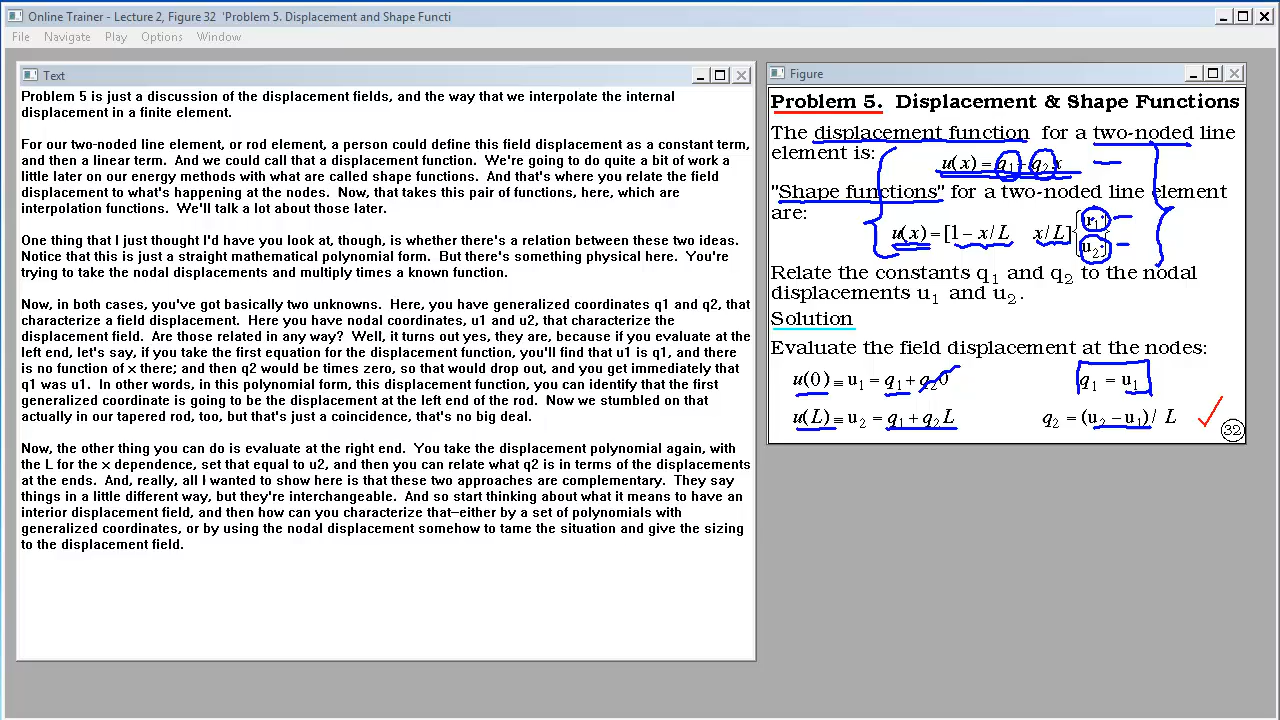 Online Trainer - Lecture 2, Figure 32 'Problem 5. Displacement and Shape Functi
File Navigate Play Options Window
Text
Problem 5 is just a discussion of the displacement fields, and the way that we interpolate the internal
displacement in a finite element.
For our two-noded line element, or rod element, a person could define this field displacement as a constant term,
and then a linear term. And we could call that a displacement function. We're going to do quite a bit of work a
little later on our energy methods with what's called shape functions. And that's where you relate the field
displacement to what's happening at the nodes. Now, that takes this pair of functions, here, which are
interpolation functions. We'll talk a lot about those later.
One thing that I just thought I'd have you look at, though, is whether there's a relation between these two ideas.
Notice that this is just a straight mathematical polynomial form. But there's something physical here. You're
trying to take the nodal displacements and multiply times a known function.
Now, in both cases, you've got basically two unknowns. Here, you have generalized coordinates q1 and q2, that
characterize a field displacement. Here you have nodal coordinates, u1 and u2, that characterize the
displacement field. Are those related in any way? Well, it turns out yes, they are, because if you evaluate at the
left end, let's say, if you take the first equation for the displacement function, you'll find that u1 is q1, and there
is no function of x there; and then q2 would be times zero, so that would drop out, and you get immediately that
q1 was u1. In other words, in this polynomial form, this displacement function, you can identify that the first
generalized coordinate is going to be the displacement at the left end of the rod. Now we stumbled on that
actually in our tapered rod, too, but that's just a coincidence, that's no big deal.
Now, the other thing you can do is evaluate at the right end. You take the displacement polynomial again, with
the L for the x dependence, set that equal to u2, and then you can relate what q2 is in terms of the displacements
at the ends. And, really, all I wanted to show here is that these two approaches are complementary. They say
things in a little different way, but they're interchangeable. And so start thinking about what it means to have an
interior displacement field, and then how can you characterize that–either by a set of polynomials with
generalized coordinates, or by using the nodal displacement somehow to tame the situation and give the sizing
to the displacement field.
Figure
Problem 5. Displacement & Shape Functions
The displacement function for a two-noded line
element is:
u(x) = q1 + q2 x
"Shape functions" for a two-noded line element
are:
u(x) = [1 − x/L x/L]
u2
Relate the constants q1 and q2 to the nodal
displacements u1 and u2.
Solution
Evaluate the field displacement at the nodes:
u(0) ≡ u1 = q1 + q2 0 q1 = u1
u(L) ≡ u2 = q1 + q2 L q2 = (u2 − u1) / L
32